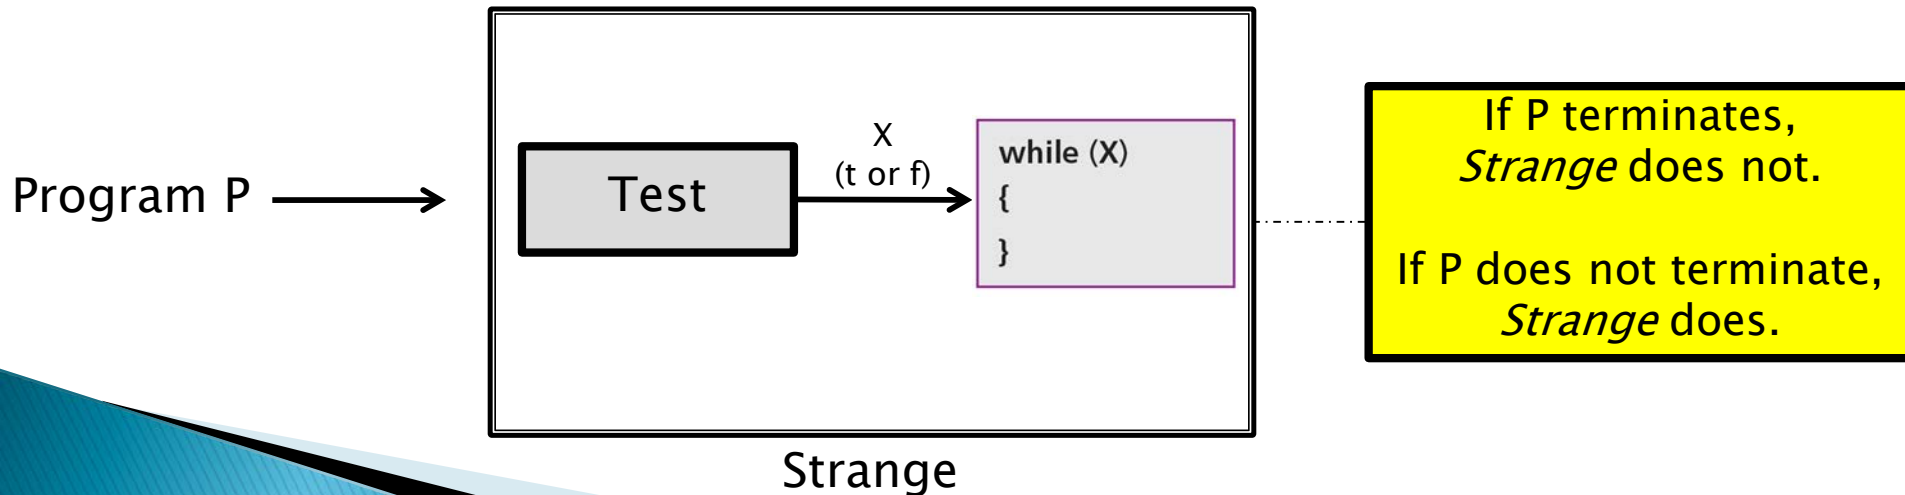 Program P
Test
X
(t or f)
while (X)
{
}
If P terminates,
Strange does not.
If P does not terminate,
Strange does.
Strange